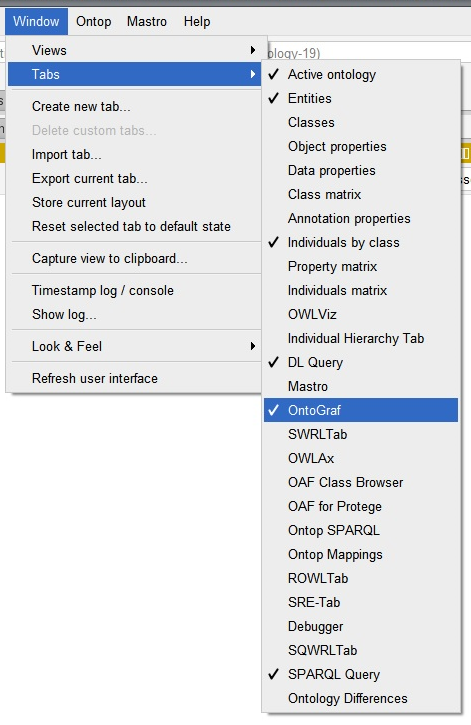 Window Ontop Mastro Help
ology-19)
Views
Tabs
Create new tab...
Delete custom tabs...
Import tab...
Export current tab...
Store current layout
Reset selected tab to default state
Capture view to clipboard...
Timestamp log / console
Show log...
Look & Feel
Refresh user interface
Active ontology
Entities
Classes
Object properties
Data properties
Class matrix
Annotation properties
Individuals by class
Property matrix
Individuals matrix
OWLViz
Individual Hierarchy Tab
DL Query
Mastro
OntoGraf
SWRLTab
OWLAx
OAF Class Browser
OAF for Protege
Ontop SPARQL
Ontop Mappings
ROWLTab
SRE-Tab
Debugger
SQWRLTab
SPARQL Query
Ontology Differences